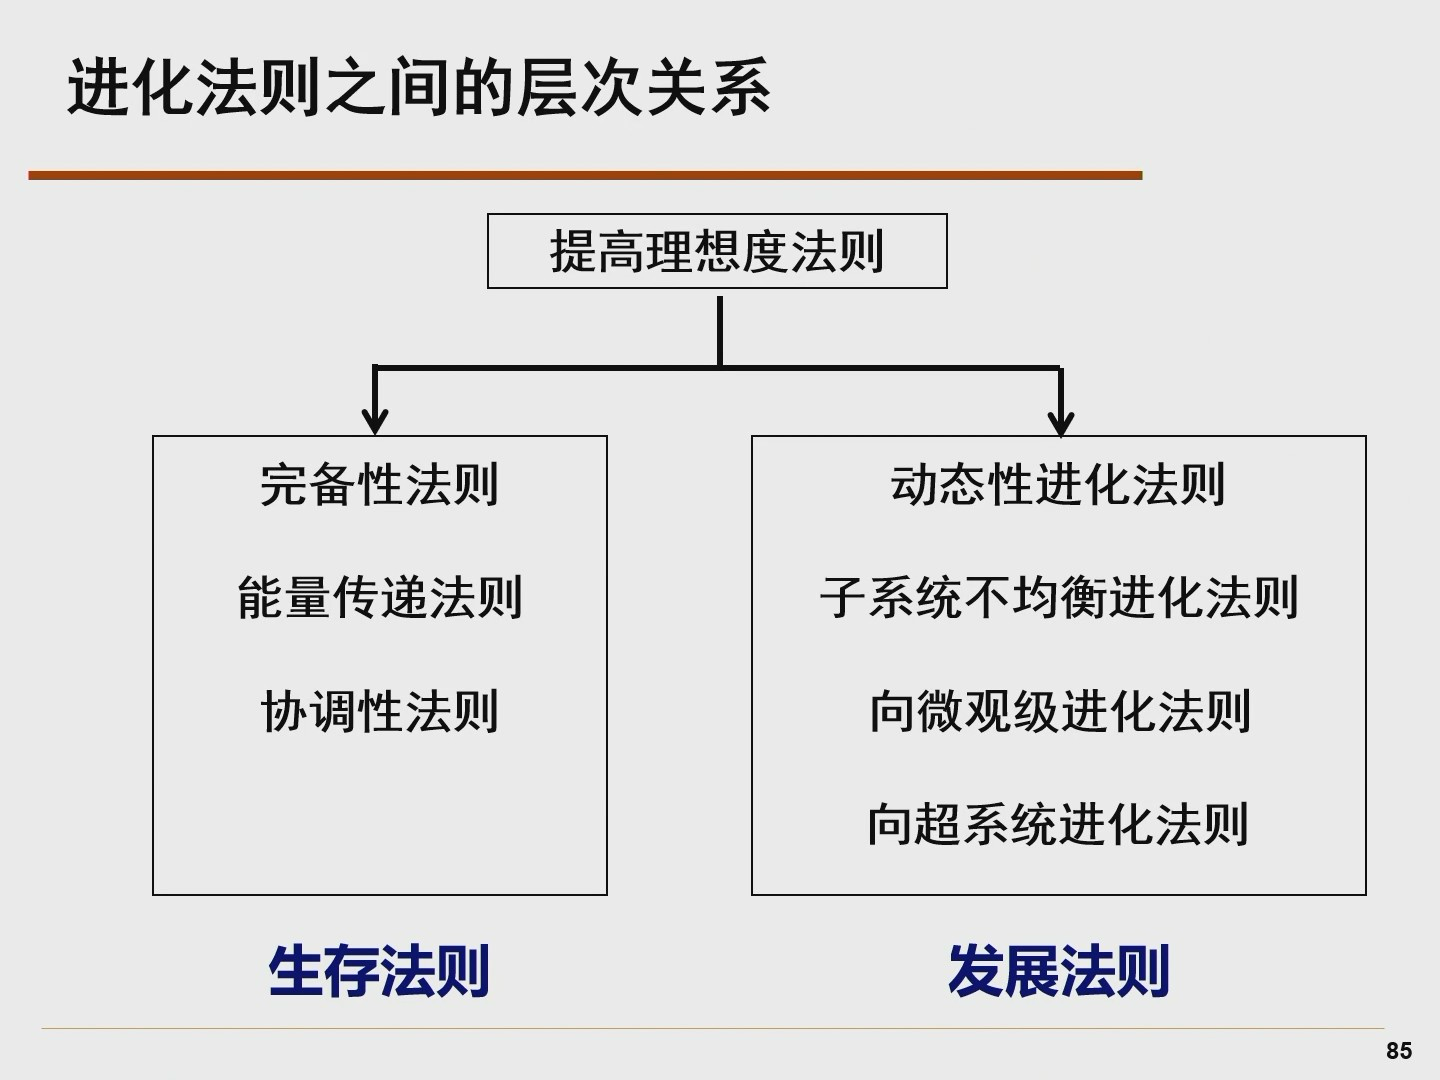 进化法则之间的层次关系
提高理想度法则
完备性法则
能量传递法则
协调性法则
生存法则
动态性进化法则
子系统不均衡进化法则
向微观级进化法则
向超系统进化法则
发展法则
85